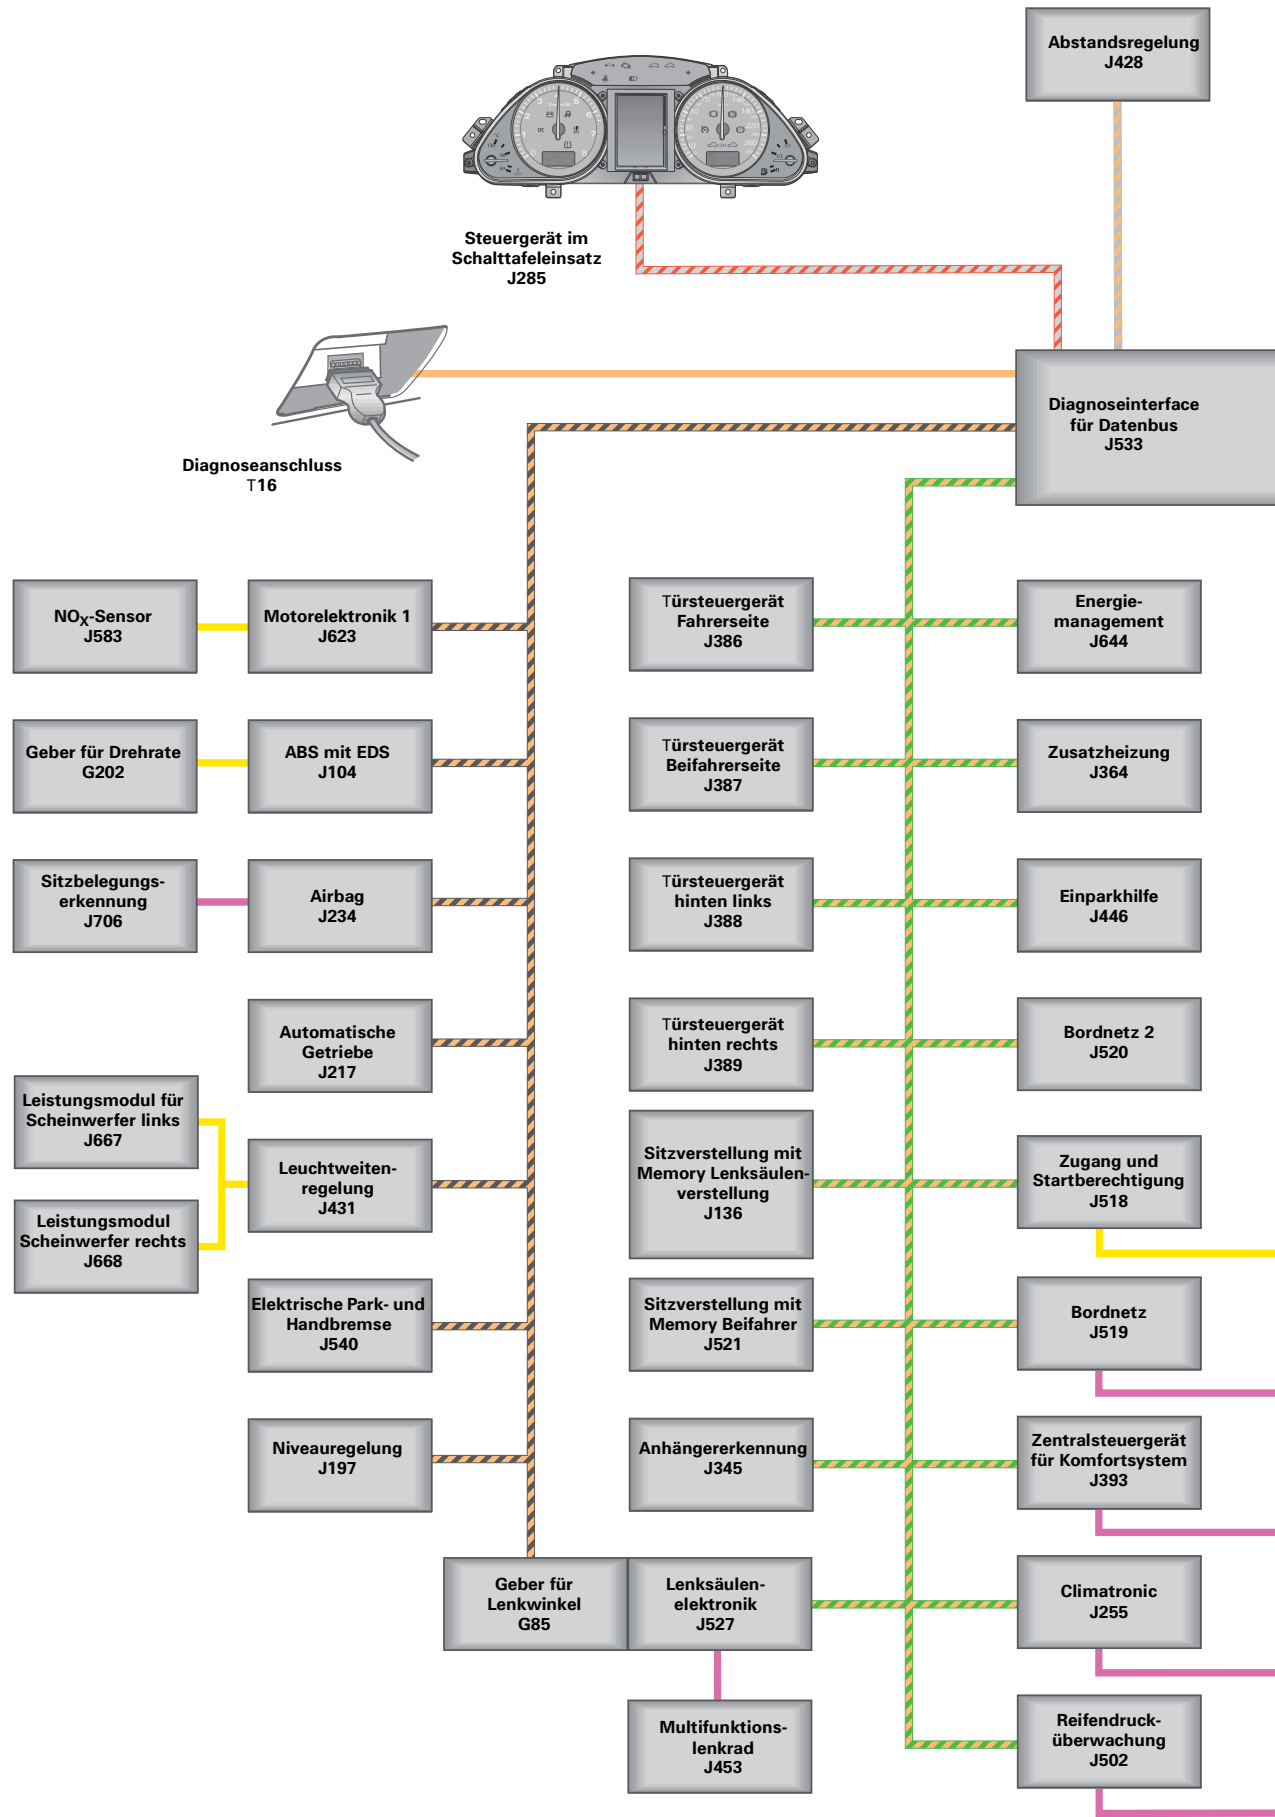 Abstandsregelung
J428
Steuergerät im
Schalttafeleinsatz
J285
Diagnoseinterface
für Datenbus
J533
Diagnoseanschluss
T16
NOX-Sensor
J583
Motorelektronik 1
J623
Türsteuergerät
Fahrerseite
J386
Energie-
management
J644
Geber für Drehrate
G202
ABS mit EDS
J104
Türsteuergerät
Beifahrerseite
J387
Zusatzheizung
J364
Sitzbelegungs-
erkennung
J706
Airbag
J234
Türsteuergerät
hinten links
J388
Einparkhilfe
J446
Automatische
Getriebe
J217
Türsteuergerät
hinten rechts
J389
Bordnetz 2
J520
Leistungsmodul für
Scheinwerfer links
J667
Leistungsmodul
Scheinwerfer rechts
J668
Leuchtweiten-
regelung
J431
Sitzverstellung mit
Memory Lenksäulen-
verstellung
J136
Zugang und
Startberechtigung
J518
Elektrische Park- und
Handbremse
J540
Sitzverstellung mit
Memory Beifahrer
J521
Bordnetz
J519
Niveauregelung
J197
Anhängererkennung
J345
Zentralsteuergerät
für Komfortsystem
J393
Geber für
Lenkwinkel
G85
Lenksäulen-
elektronik
J527
Climatronic
J255
Multifunktions-
lenkrad
J453
Reifendruck-
überwachung
J502